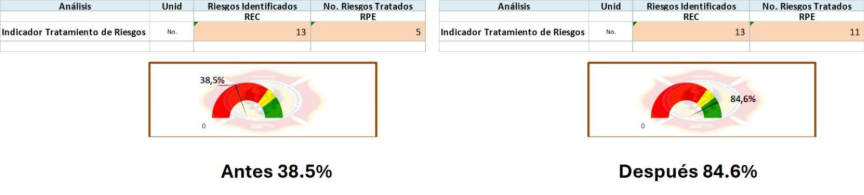 Análisis Unid Riesgos Identificados No. Riesgos Tratados
REC RPE
Indicador Tratamiento de Riesgos No. 13 5
38,5%
0
Antes 38.5%
Análisis Unid Riesgos Identificados No. Riesgos Tratados
REC RPE
Indicador Tratamiento de Riesgos No. 13 11
84,6%
0
Después 84.6%